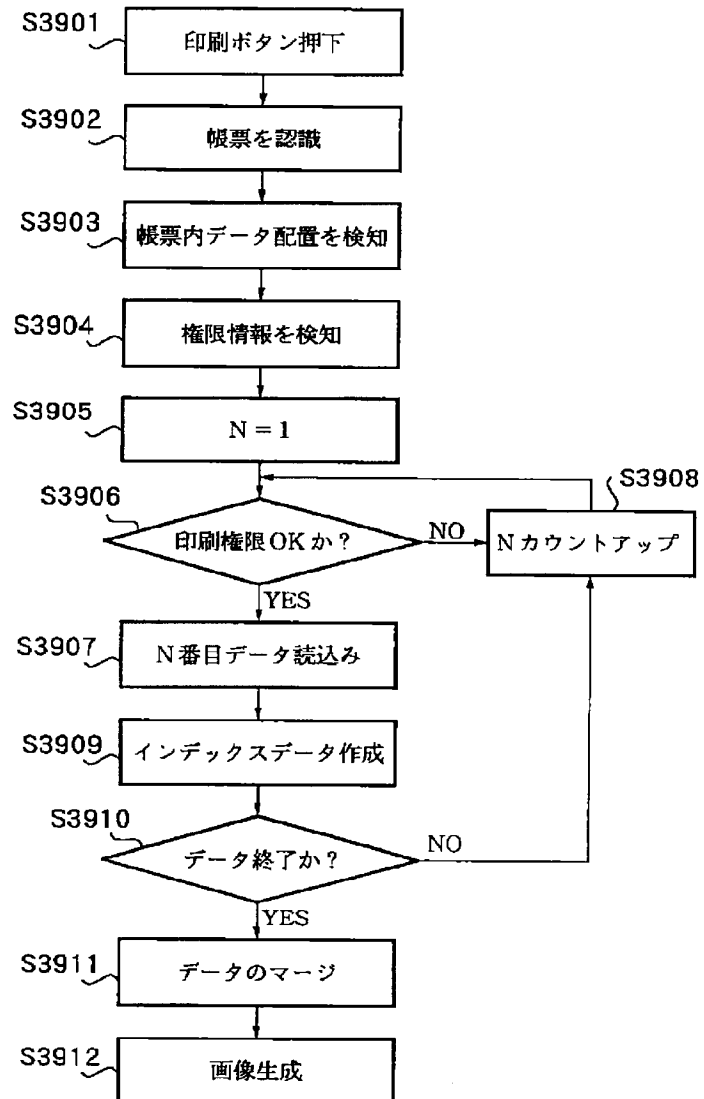 S3901
印刷ボタン押下
S3902
帳票を認識
S3903
帳票内データ配置を検知
S3904
権限情報を検知
S3905
N = 1
S3906
印刷権限OKか？
NO
S3908
Nカウントアップ
YES
S3907
N番目データ読込み
S3909
インデックスデータ作成
S3910
データ終了か？
NO
YES
S3911
データのマージ
S3912
画像生成